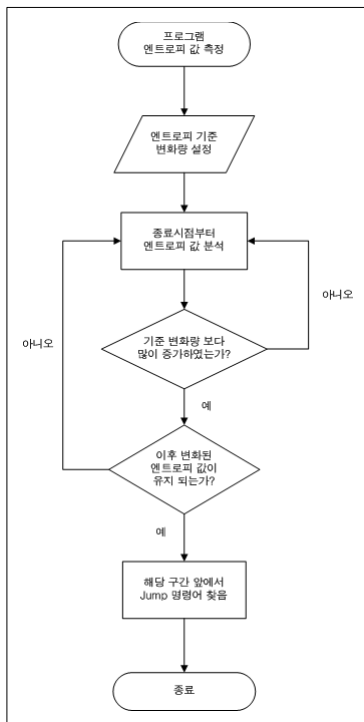 프로그램
엔트로피 값 측정
엔트로피 기준
변화량 설정
종료시점부터
엔트로피 값 분석
아니오
아니오
기준 변화량 보다
많이 증가하였는가?
예
이후 변화된
엔트로피 값이
유지 되는가?
예
해당 구간 앞에서
Jump 명령어 찾음
종료